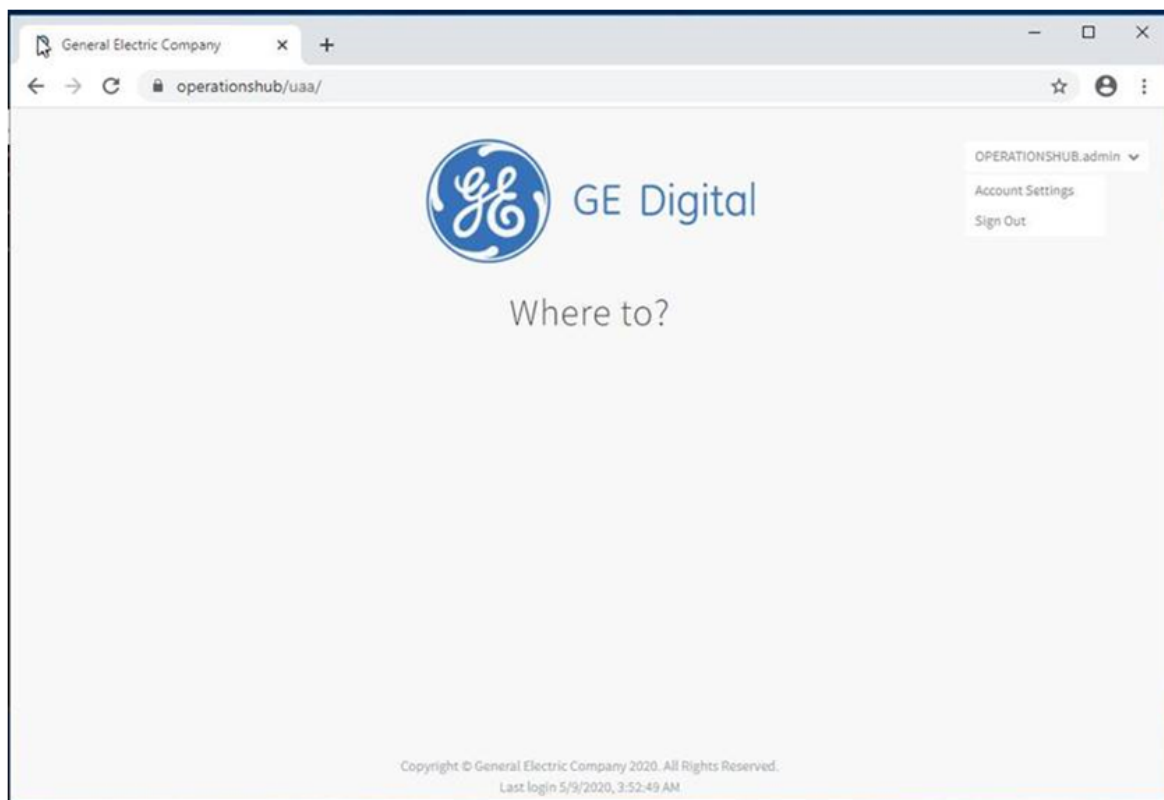 General Electric Company
operationshub/uaa/
GE
GE Digital
OPERATIONSHUB.admin
Account Settings
Sign Out
Where to?
Copyright © General Electric Company 2020. All Rights Reserved.
Last login 5/9/2020, 3:52:49 AM